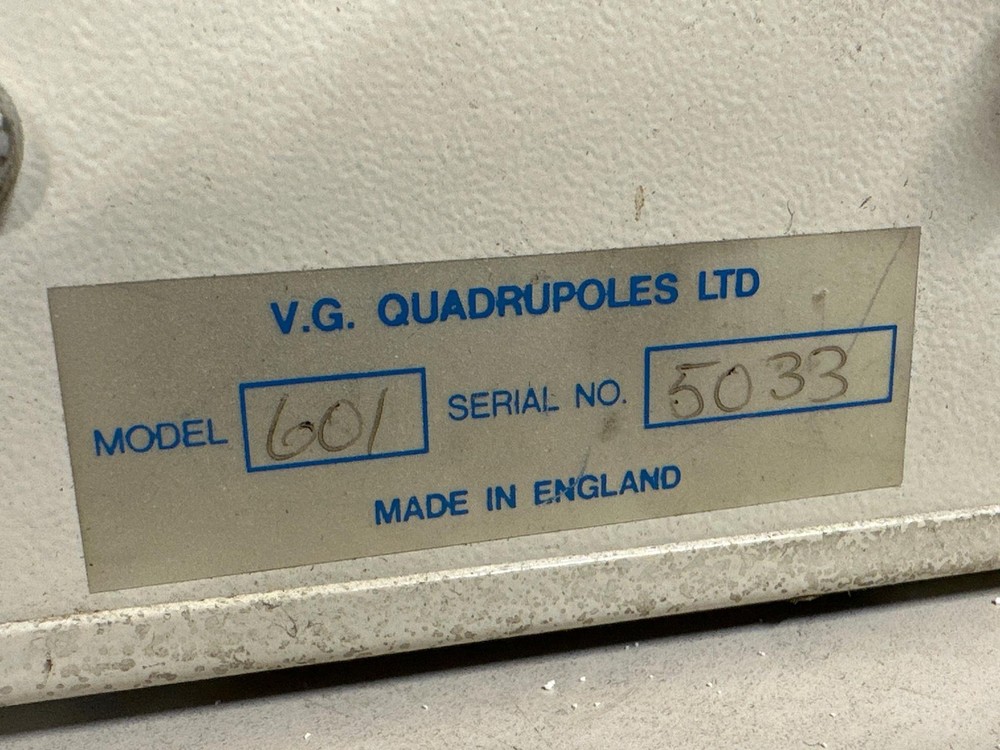 V.G. QUADRUPOLES LTD
MODEL 601 SERIAL NO. 5033
MADE IN ENGLAND